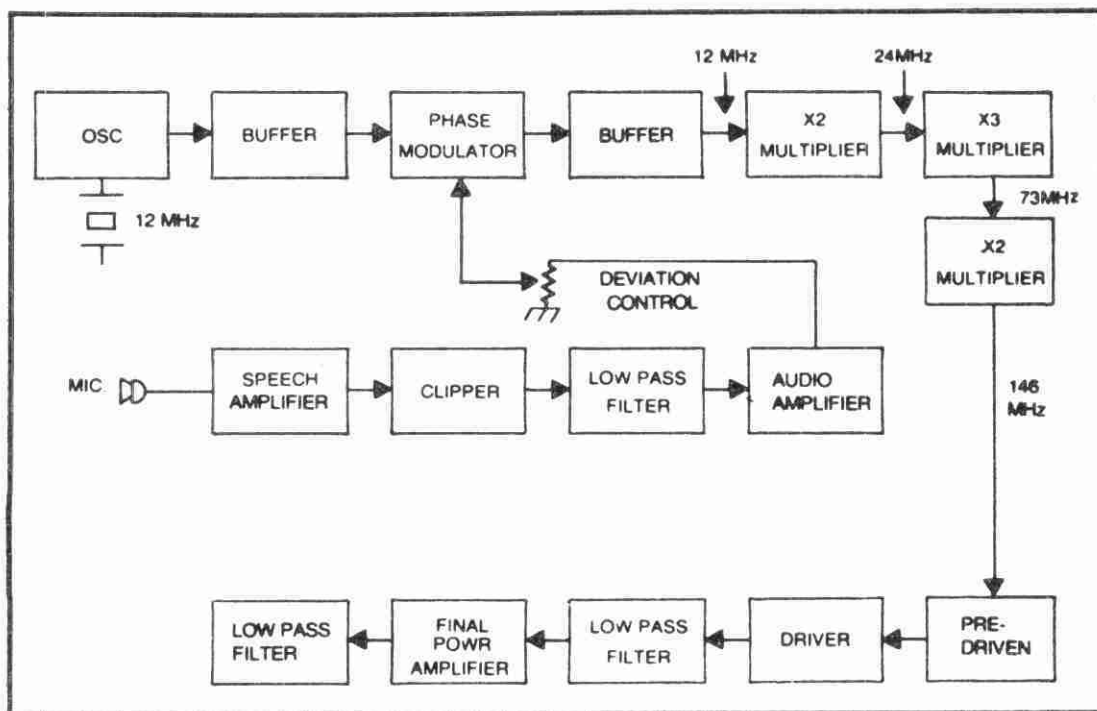 12 MHz
24MHz
OSC
BUFFER
PHASE
MODULATOR
BUFFER
X2
MULTIPLIER
X3
MULTIPLIER
12 MHz
73MHz
X2
MULTIPLIER
DEVIATION
CONTROL
MIC
SPEECH
AMPLIFIER
CLIPPER
LOW PASS
FILTER
AUDIO
AMPLIFIER
146
MHz
LOW PASS
FILTER
FINAL
POWR
AMPLIFIER
LOW PASS
FILTER
DRIVER
PRE-
DRIVEN